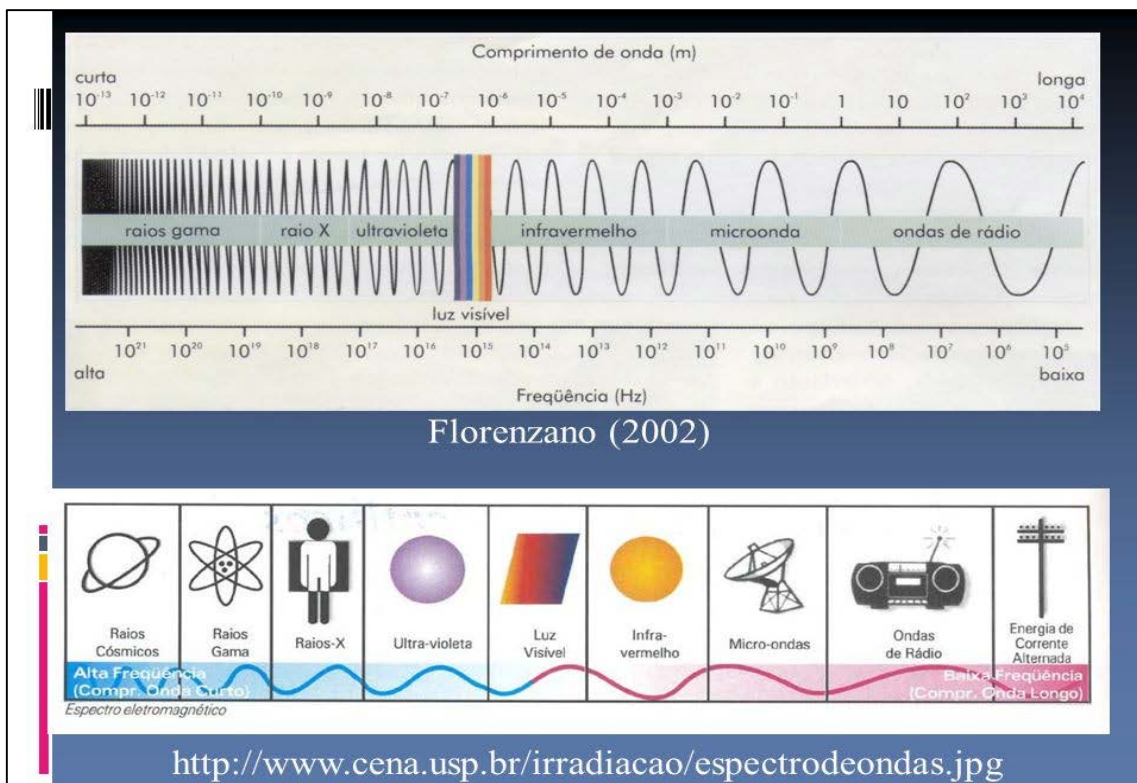 Comprimento de onda (m)
curta longa
10⁻¹³ 10⁻¹² 10⁻¹¹ 10⁻¹⁰ 10⁻⁹ 10⁻⁸ 10⁻⁷ 10⁻⁶ 10⁻⁵ 10⁻⁴ 10⁻³ 10⁻² 10⁻¹ 1 10 10² 10³ 10⁴
raios gama raio X ultravioleta infravermelho microonda ondas de rádio
luz visível
10²¹ 10²⁰ 10¹⁹ 10¹⁸ 10¹⁷ 10¹⁶ 10¹⁵ 10¹⁴ 10¹³ 10¹² 10¹¹ 10¹⁰ 10⁹ 10⁸ 10⁷ 10⁶ 10⁵
alta baixa
Freqüência (Hz)
Florenzano (2002)
Raios
Cósmicos
Raios
Gama
Raios-X
Ultra-violeta
Luz
Visível
Infra-
vermelho
Micro-ondas
Ondas
de Rádio
Energia de
Corrente
Alternada
Alta Freqüência
(Compr. Onda Curto)
Baixa Freqüência
(Compr. Onda Longo)
Espectro eletromagnético
http://www.cena.usp.br/irradiacao/espectrodeondas.jpg